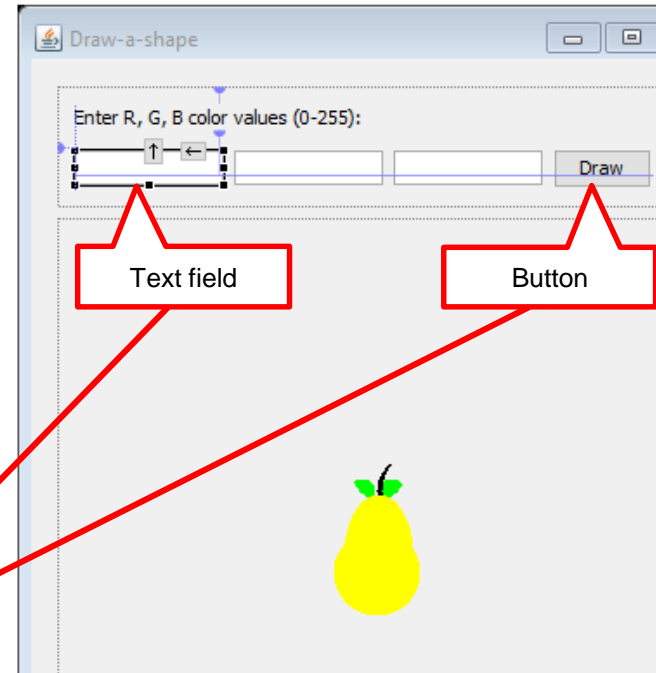 Draw-a-shape
Enter R, G, B color values (0-255):
Draw
Text field
Button